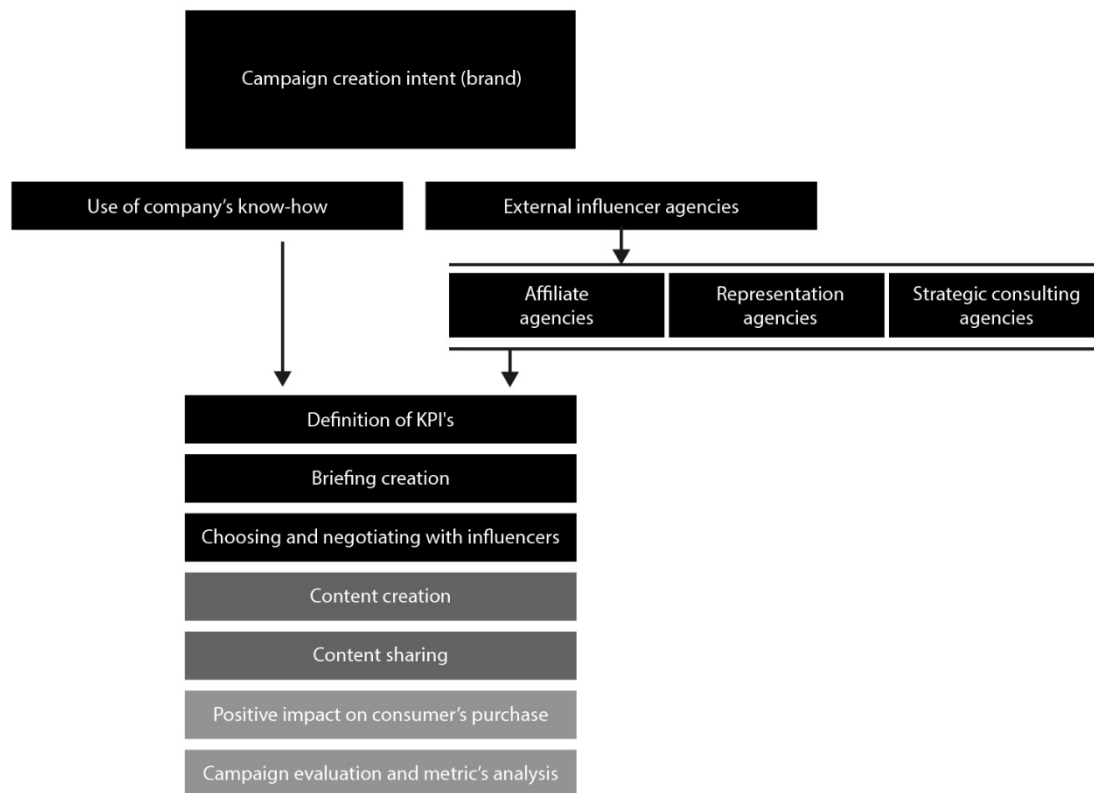 Campaign creation intent (brand)
Use of company’s know-how
External influencer agencies
Affiliate
agencies
Representation
agencies
Strategic consulting
agencies
Definition of KPI's
Briefing creation
Choosing and negotiating with influencers
Content creation
Content sharing
Positive impact on consumer’s purchase
Campaign evaluation and metric’s analysis